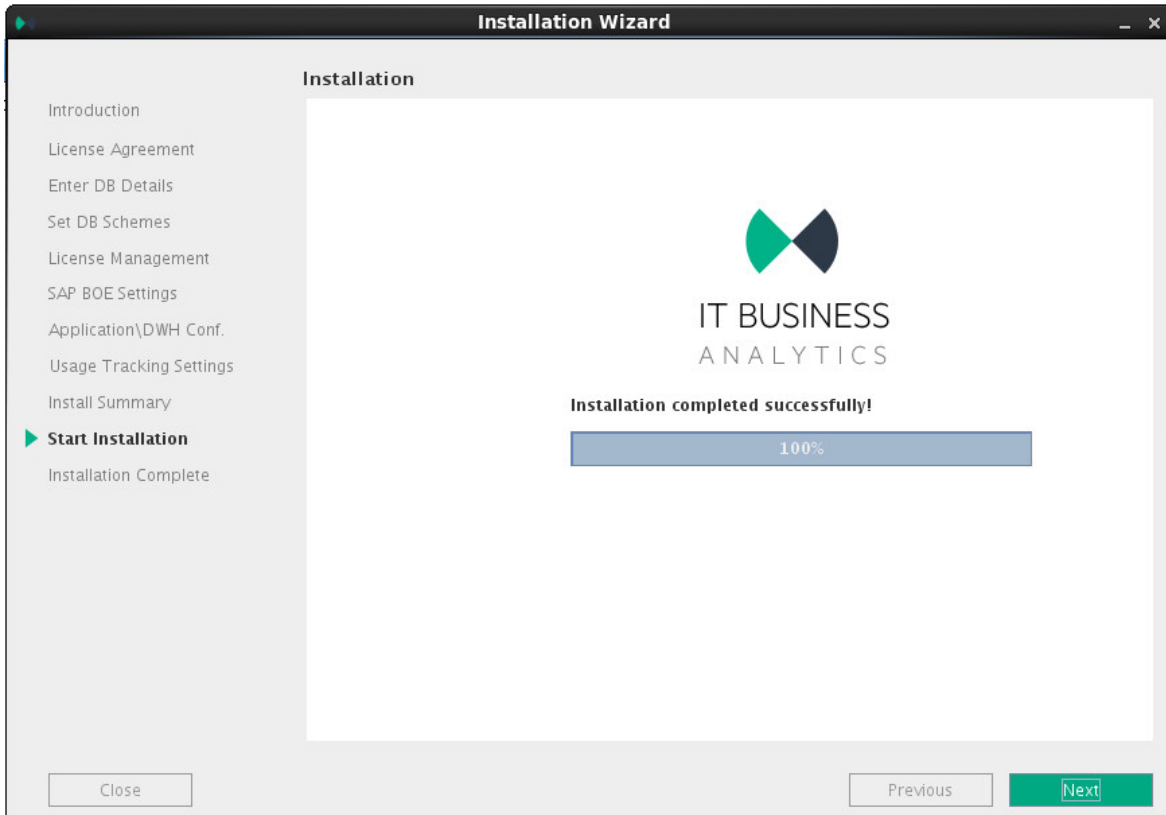 Installation Wizard
Installation
Introduction
License Agreement
Enter DB Details
Set DB Schemes
License Management
SAP BOE Settings
Application\DWH Conf.
Usage Tracking Settings
Install Summary
Start Installation
Installation Complete
IT BUSINESS
ANALYTICS
Installation completed successfully!
100%
Close
Previous
Next